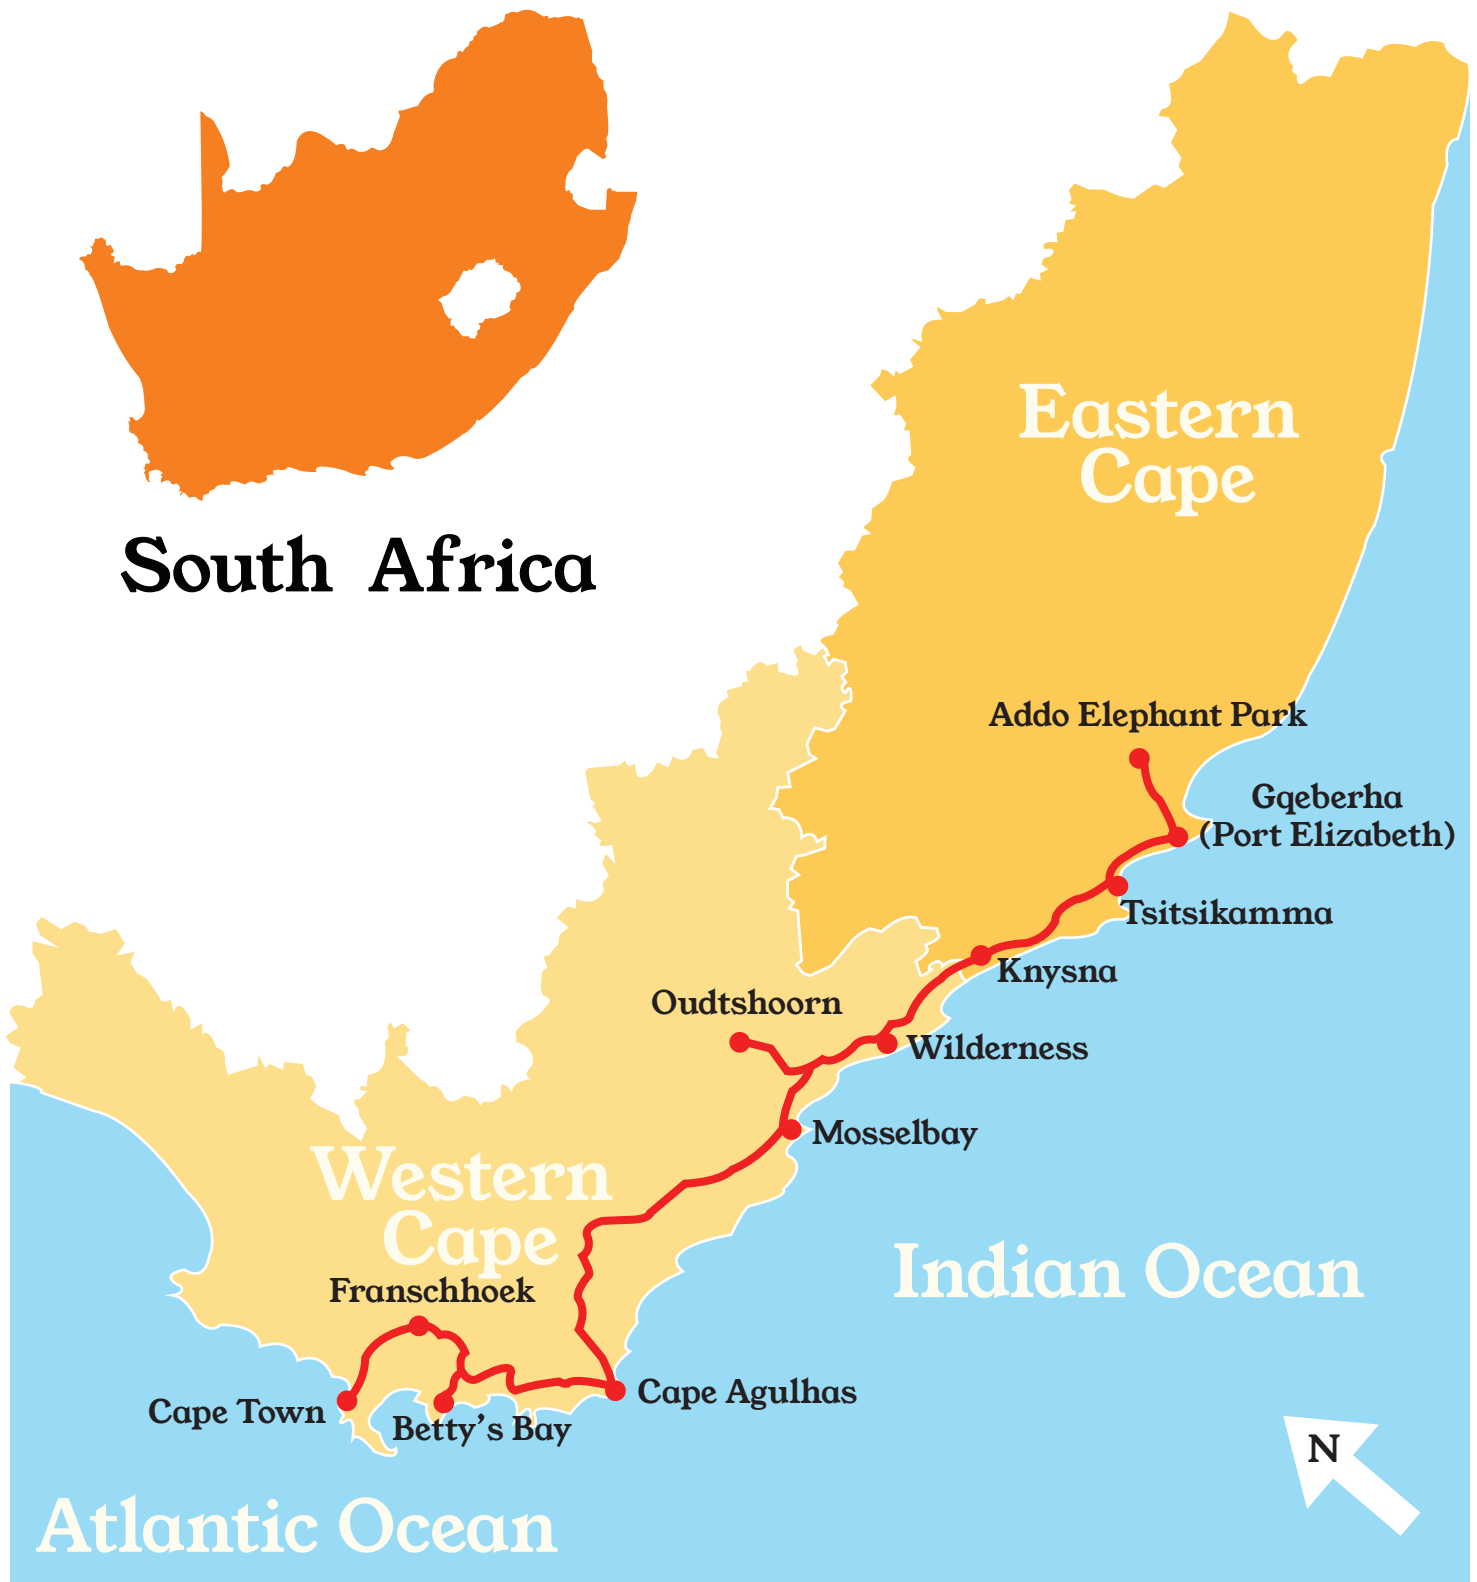 South Africa
Eastern
Cape
Addo Elephant Park
Gqeberha
(Port Elizabeth)
Tsitsikamma
Knysna
Oudtshoorn
Wilderness
Mosselbay
Western
Cape
Indian Ocean
Franschhoek
Cape Town
Betty's Bay
Cape Agulhas
N
Atlantic Ocean